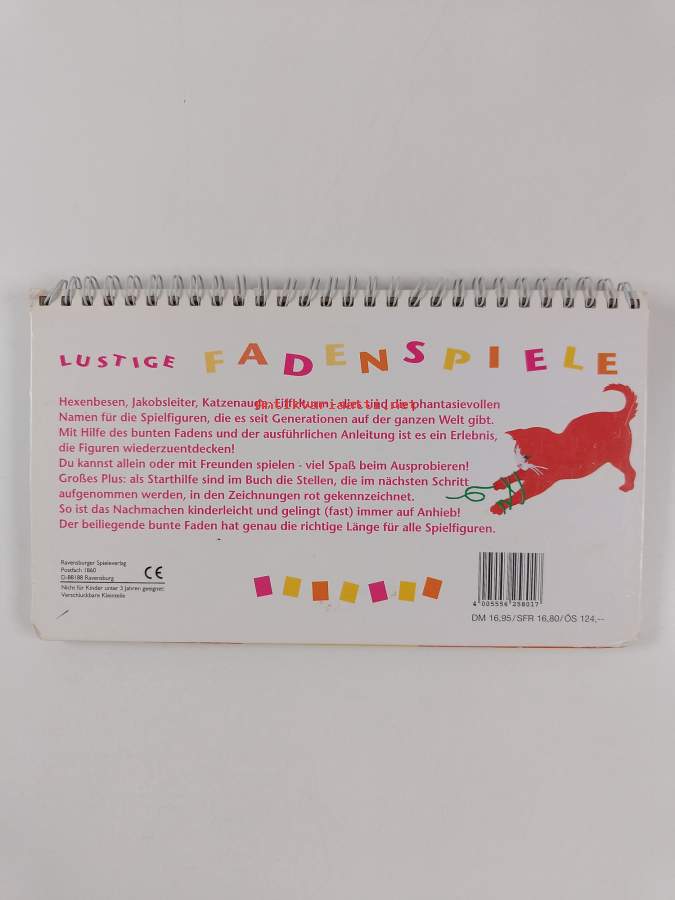 LUSTIGE FADENSPIELE
Hexenbesen, Jakobsleiter, Katzenauge, Eiffelturm - dies sind die phantasievollen
Namen für die Spielfiguren, die es seit Generationen auf der ganzen Welt gibt.
Mit Hilfe des bunten Fadens und der ausführlichen Anleitung ist es ein Erlebnis,
die Figuren wiederzuentdecken!
Du kannst allein oder mit Freunden spielen - viel Spaß beim Ausprobieren!
Großes Plus: als Starthilfe sind im Buch die Stellen, die im nächsten Schritt
aufgenommen werden, in den Zeichnungen rot gekennzeichnet.
So ist das Nachmachen kinderleicht und gelingt (fast) immer auf Anhieb!
Der beiliegende bunte Faden hat genau die richtige Länge für alle Spielfiguren.
Ravensburger Spieleverlag
Postfach 1860
D-88188 Ravensburg
CE
Nicht für Kinder unter 3 Jahren geeignet:
Verschluckbare Kleinteile
4 005556 258017
DM 16,95/SFR 16,80/ÖS 124,--